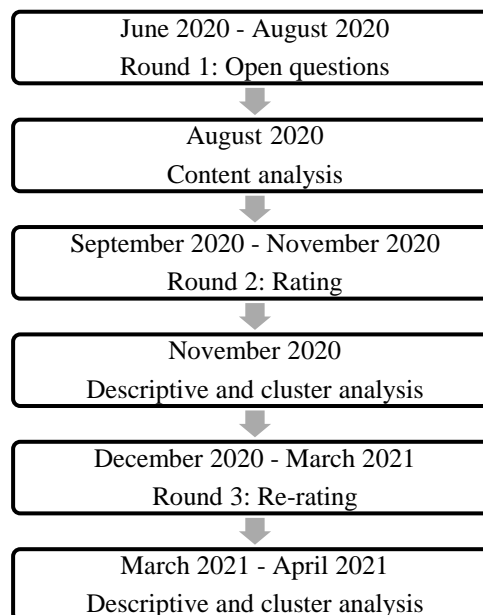 June 2020 - August 2020
Round 1: Open questions
August 2020
Content analysis
September 2020 - November 2020
Round 2: Rating
November 2020
Descriptive and cluster analysis
December 2020 - March 2021
Round 3: Re-rating
March 2021 - April 2021
Descriptive and cluster analysis